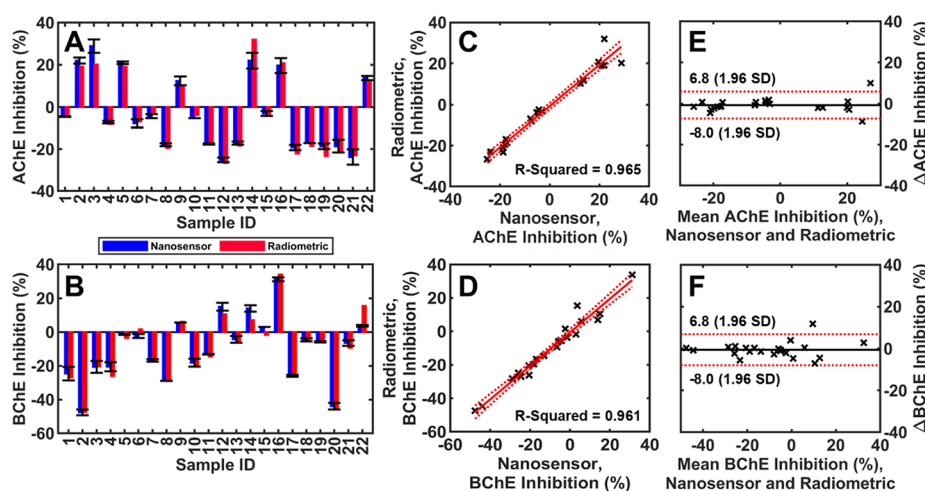 A
AChE Inhibition (%)
40
20
0
-20
-40
1 2 3 4 5 6 7 8 9 10 11 12 13 14 15 16 17 18 19 20 21 22
Sample ID
Nanosensor Radiometric
B
BChE Inhibition (%)
40
20
0
-20
-40
-60
1 2 3 4 5 6 7 8 9 10 11 12 13 14 15 16 17 18 19 20 21 22
Sample ID
C
Radiometric,
AChE Inhibition (%)
40
20
0
-20
-40
R-Squared = 0.965
-40 -20 0 20 40
Nanosensor,
AChE Inhibition (%)
D
Radiometric,
BChE Inhibition (%)
40
20
0
-20
-40
-60
R-Squared = 0.961
-60 -40 -20 0 20 40
Nanosensor,
BChE Inhibition (%)
E
6.8 (1.96 SD)
-8.0 (1.96 SD)
40
20
0
-20
-40
△AChE Inhibition (%)
-20 0 20
Mean AChE Inhibition (%),
Nanosensor and Radiometric
F
6.8 (1.96 SD)
-8.0 (1.96 SD)
40
20
0
-20
-40
△BChE Inhibition (%)
-40 -20 0 20
Mean BChE Inhibition (%),
Nanosensor and Radiometric